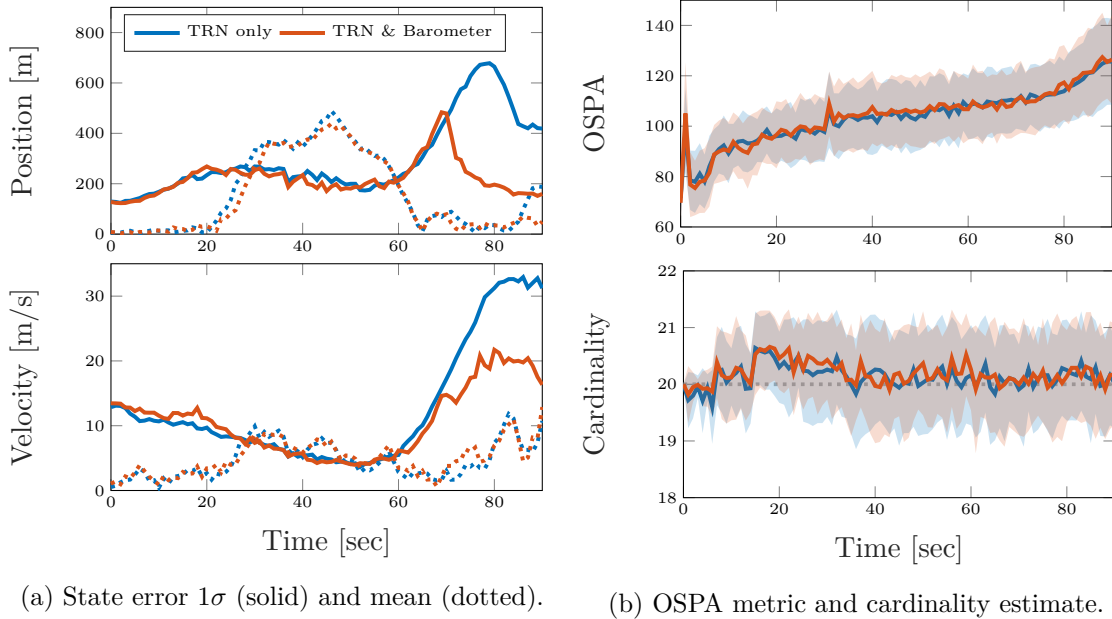 TRN only TRN & Barometer
Position [m]
800
600
400
200
0
0 20 40 60 80
Velocity [m/s]
30
20
10
0
0 20 40 60 80
Time [sec]
(a) State error 1σ (solid) and mean (dotted).
OSPA
140
120
100
80
60
0 20 40 60 80
Cardinality
22
21
20
19
18
0 20 40 60 80
Time [sec]
(b) OSPA metric and cardinality estimate.